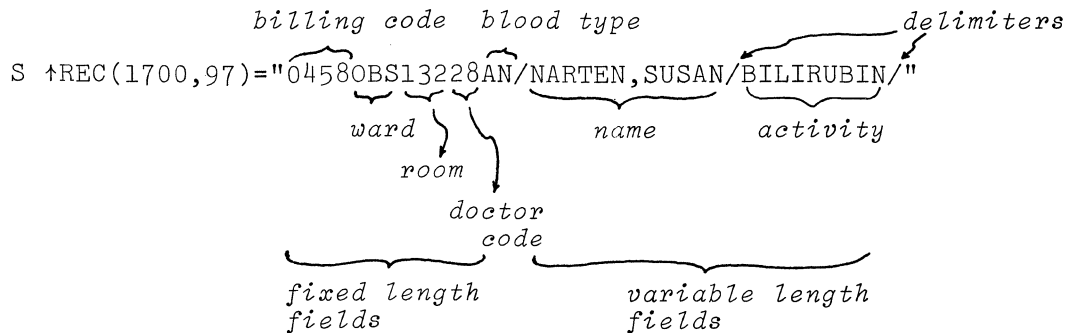 billing code blood type delimiters
S ↑REC(1700,97)="0458OBS13228AN/NARTEN,SUSAN/BILIRUBIN/"
ward name activity
room
doctor
code
fixed length variable length
fields fields